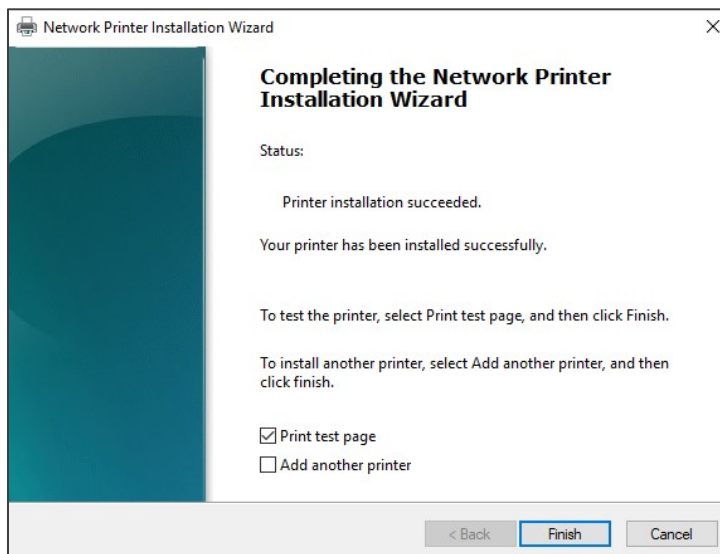 Network Printer Installation Wizard
Completing the Network Printer
Installation Wizard
Status:
Printer installation succeeded.
Your printer has been installed successfully.
To test the printer, select Print test page, and then click Finish.
To install another printer, select Add another printer, and then
click finish.
Print test page
Add another printer
< Back Finish Cancel